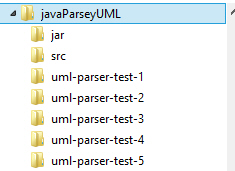 javaParseyUML
jar
src
uml-parser-test-1
uml-parser-test-2
uml-parser-test-3
uml-parser-test-4
uml-parser-test-5